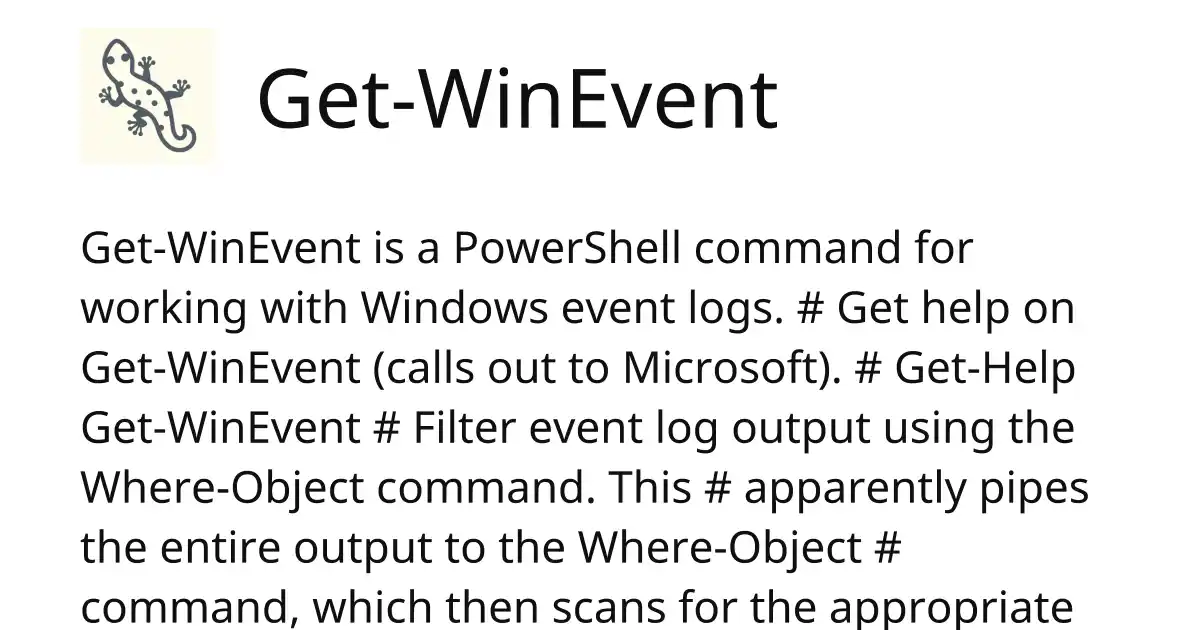 Get-WinEvent
Get-WinEvent is a PowerShell command for
working with Windows event logs. # Get help on
Get-WinEvent (calls out to Microsoft). # Get-Help
Get-WinEvent # Filter event log output using the
Where-Object command. This # apparently pipes
the entire output to the Where-Object #
command, which then scans for the appropriate